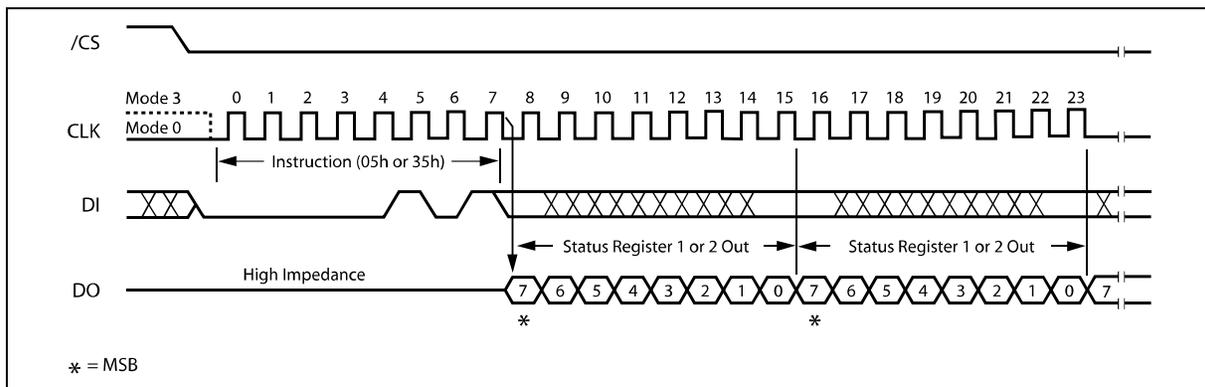 /CS
Mode 3
0 1 2 3 4 5 6 7 8 9 10 11 12 13 14 15 16 17 18 19 20 21 22 23
CLK
Mode 0
Instruction (05h or 35h)
DI
Status Register 1 or 2 Out Status Register 1 or 2 Out
High Impedance
DO
7 6 5 4 3 2 1 0 7 6 5 4 3 2 1 0 7
* *
* = MSB